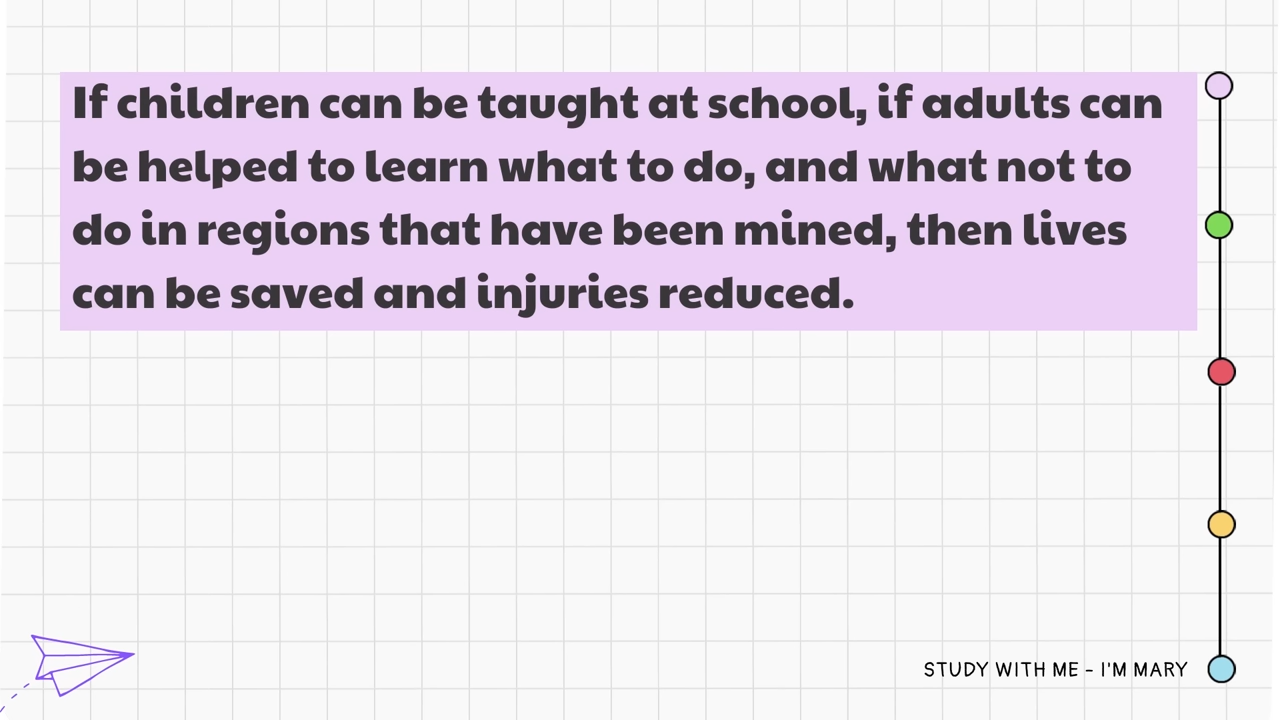 If children can be taught at school, if adults can
be helped to learn what to do, and what not to
do in regions that have been mined, then lives
can be saved and injuries reduced.
STUDY WITH ME - I'M MARY